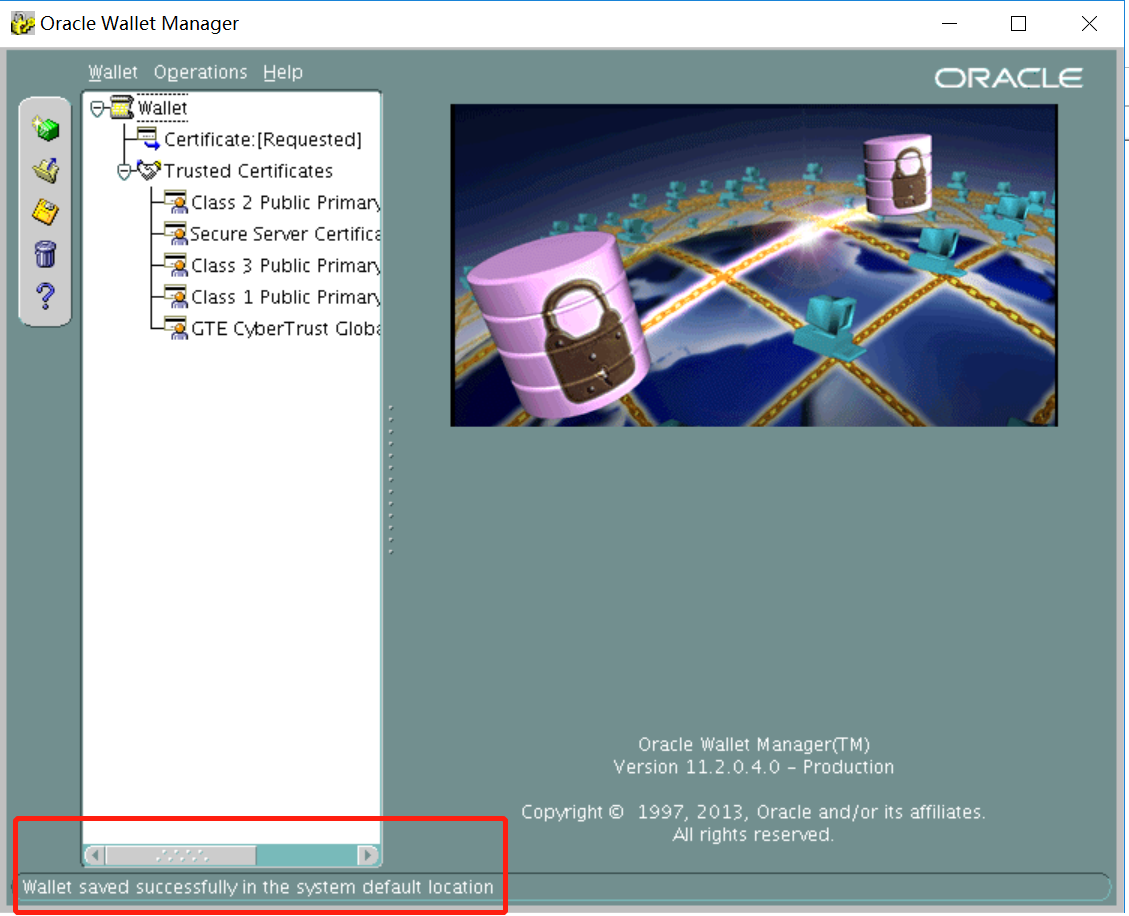 Oracle Wallet Manager
Wallet Operations Help
ORACLE
Wallet
Certificate:[Requested]
Trusted Certificates
Class 2 Public Primary
Secure Server Certifica
Class 3 Public Primary
Class 1 Public Primary
GTE CyberTrust Globa
Oracle Wallet Manager(TM)
Version 11.2.0.4.0 – Production
Copyright © 1997, 2013, Oracle and/or its affiliates.
All rights reserved.
Wallet saved successfully in the system default location